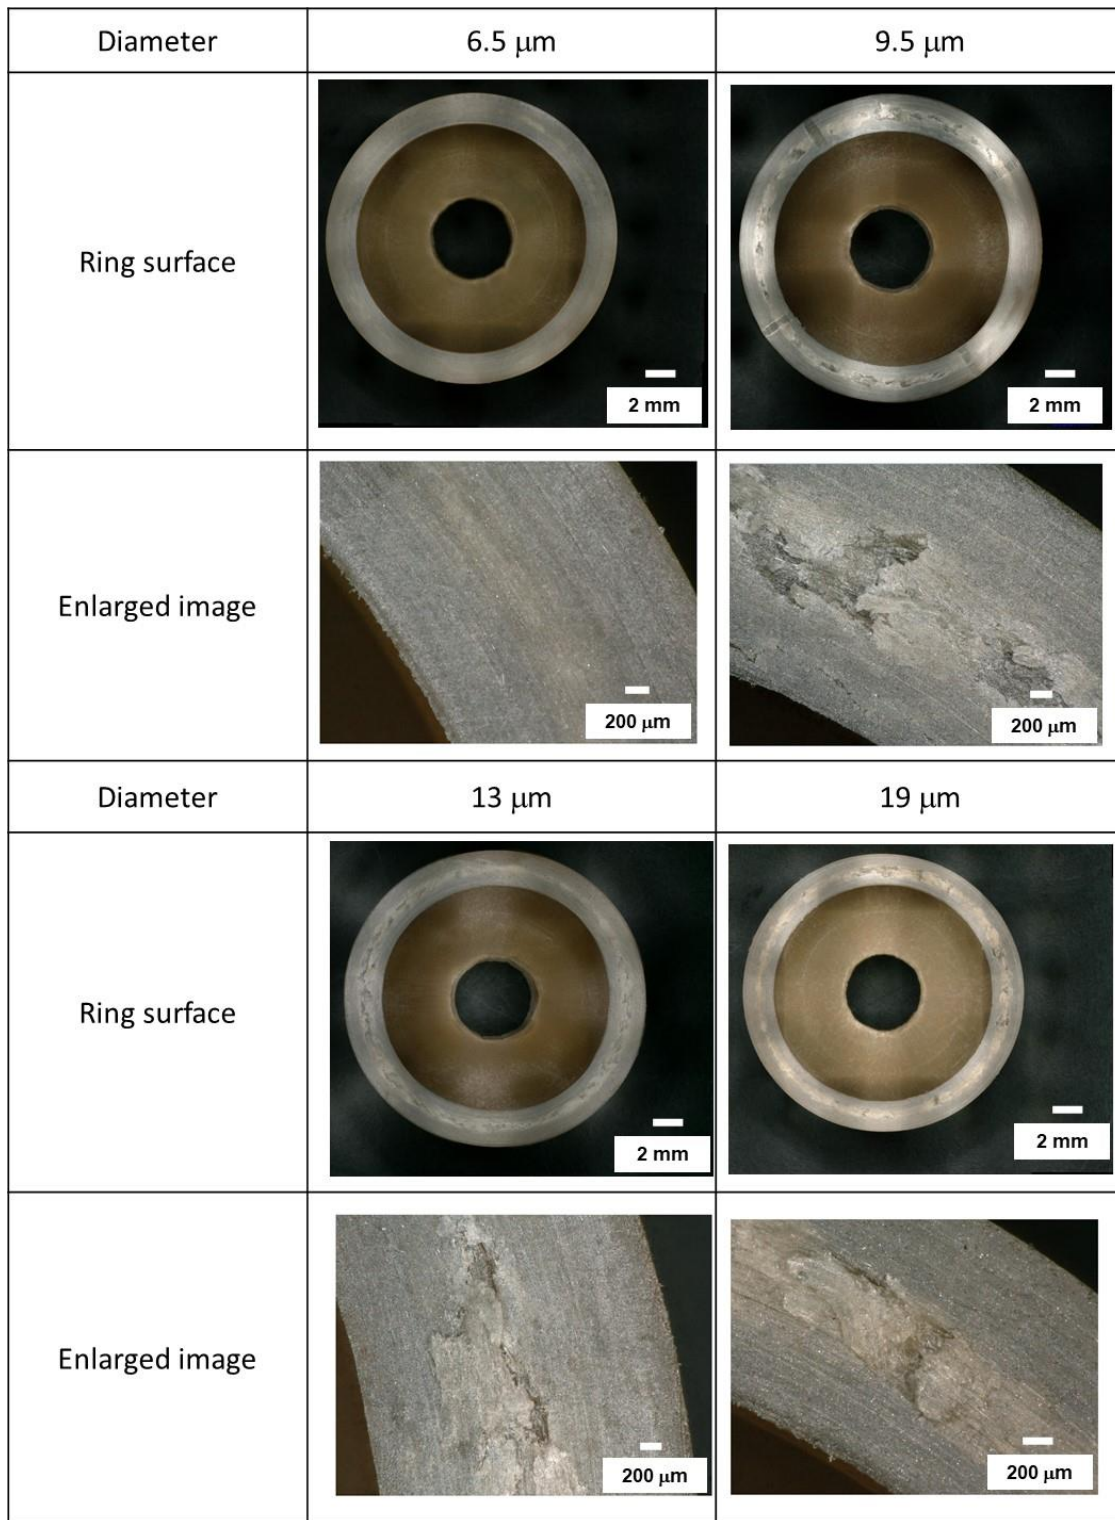 Diameter
6.5 μm
9.5 μm
Ring surface
2 mm
2 mm
Enlarged image
200 μm
200 μm
Diameter
13 μm
19 μm
Ring surface
2 mm
2 mm
Enlarged image
200 μm
200 μm